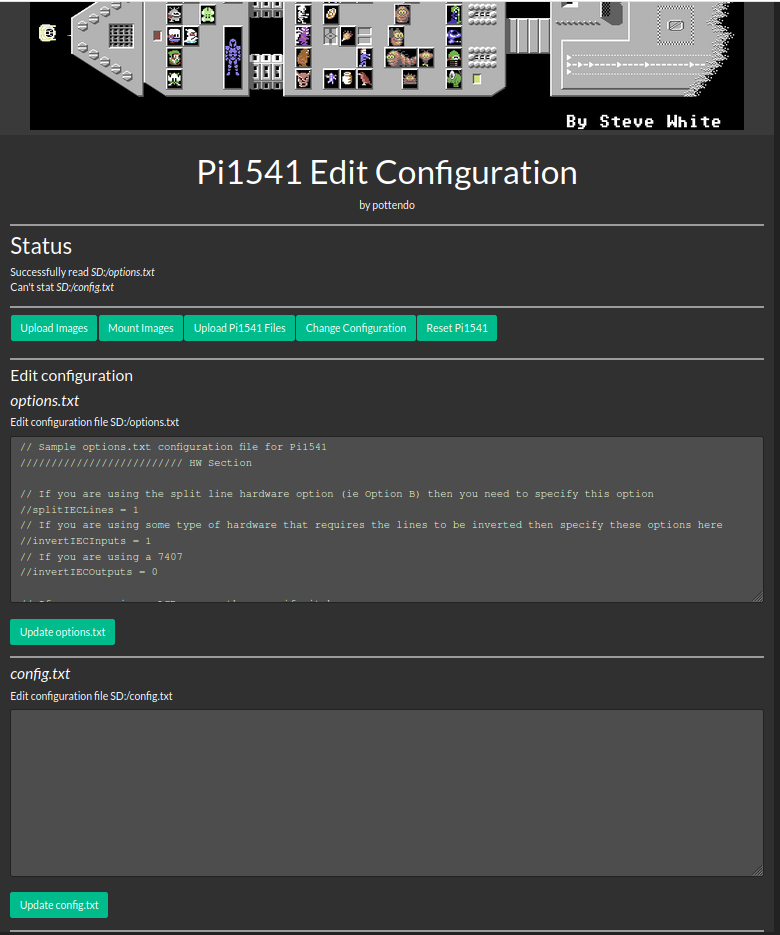 By Steve White
Pi1541 Edit Configuration
by pottendo
Status
Successfully read SD:/options.txt
Can't stat SD:/config.txt
Upload Images Mount Images Upload Pi1541 Files Change Configuration Reset Pi1541
Edit configuration
options.txt
Edit configuration file SD:/options.txt
// Sample options.txt configuration file for Pi1541
////////////////////////// HW Section
// If you are using the split line hardware option (ie Option B) then you need to specify this option
//splitIECLines = 1
// If you are using some type of hardware that requires the lines to be inverted then specify these options here
//invertIECInputs = 1
// If you are using a 7407
//invertIECOutputs = 0
Update options.txt
config.txt
Edit configuration file SD:/config.txt
Update config.txt